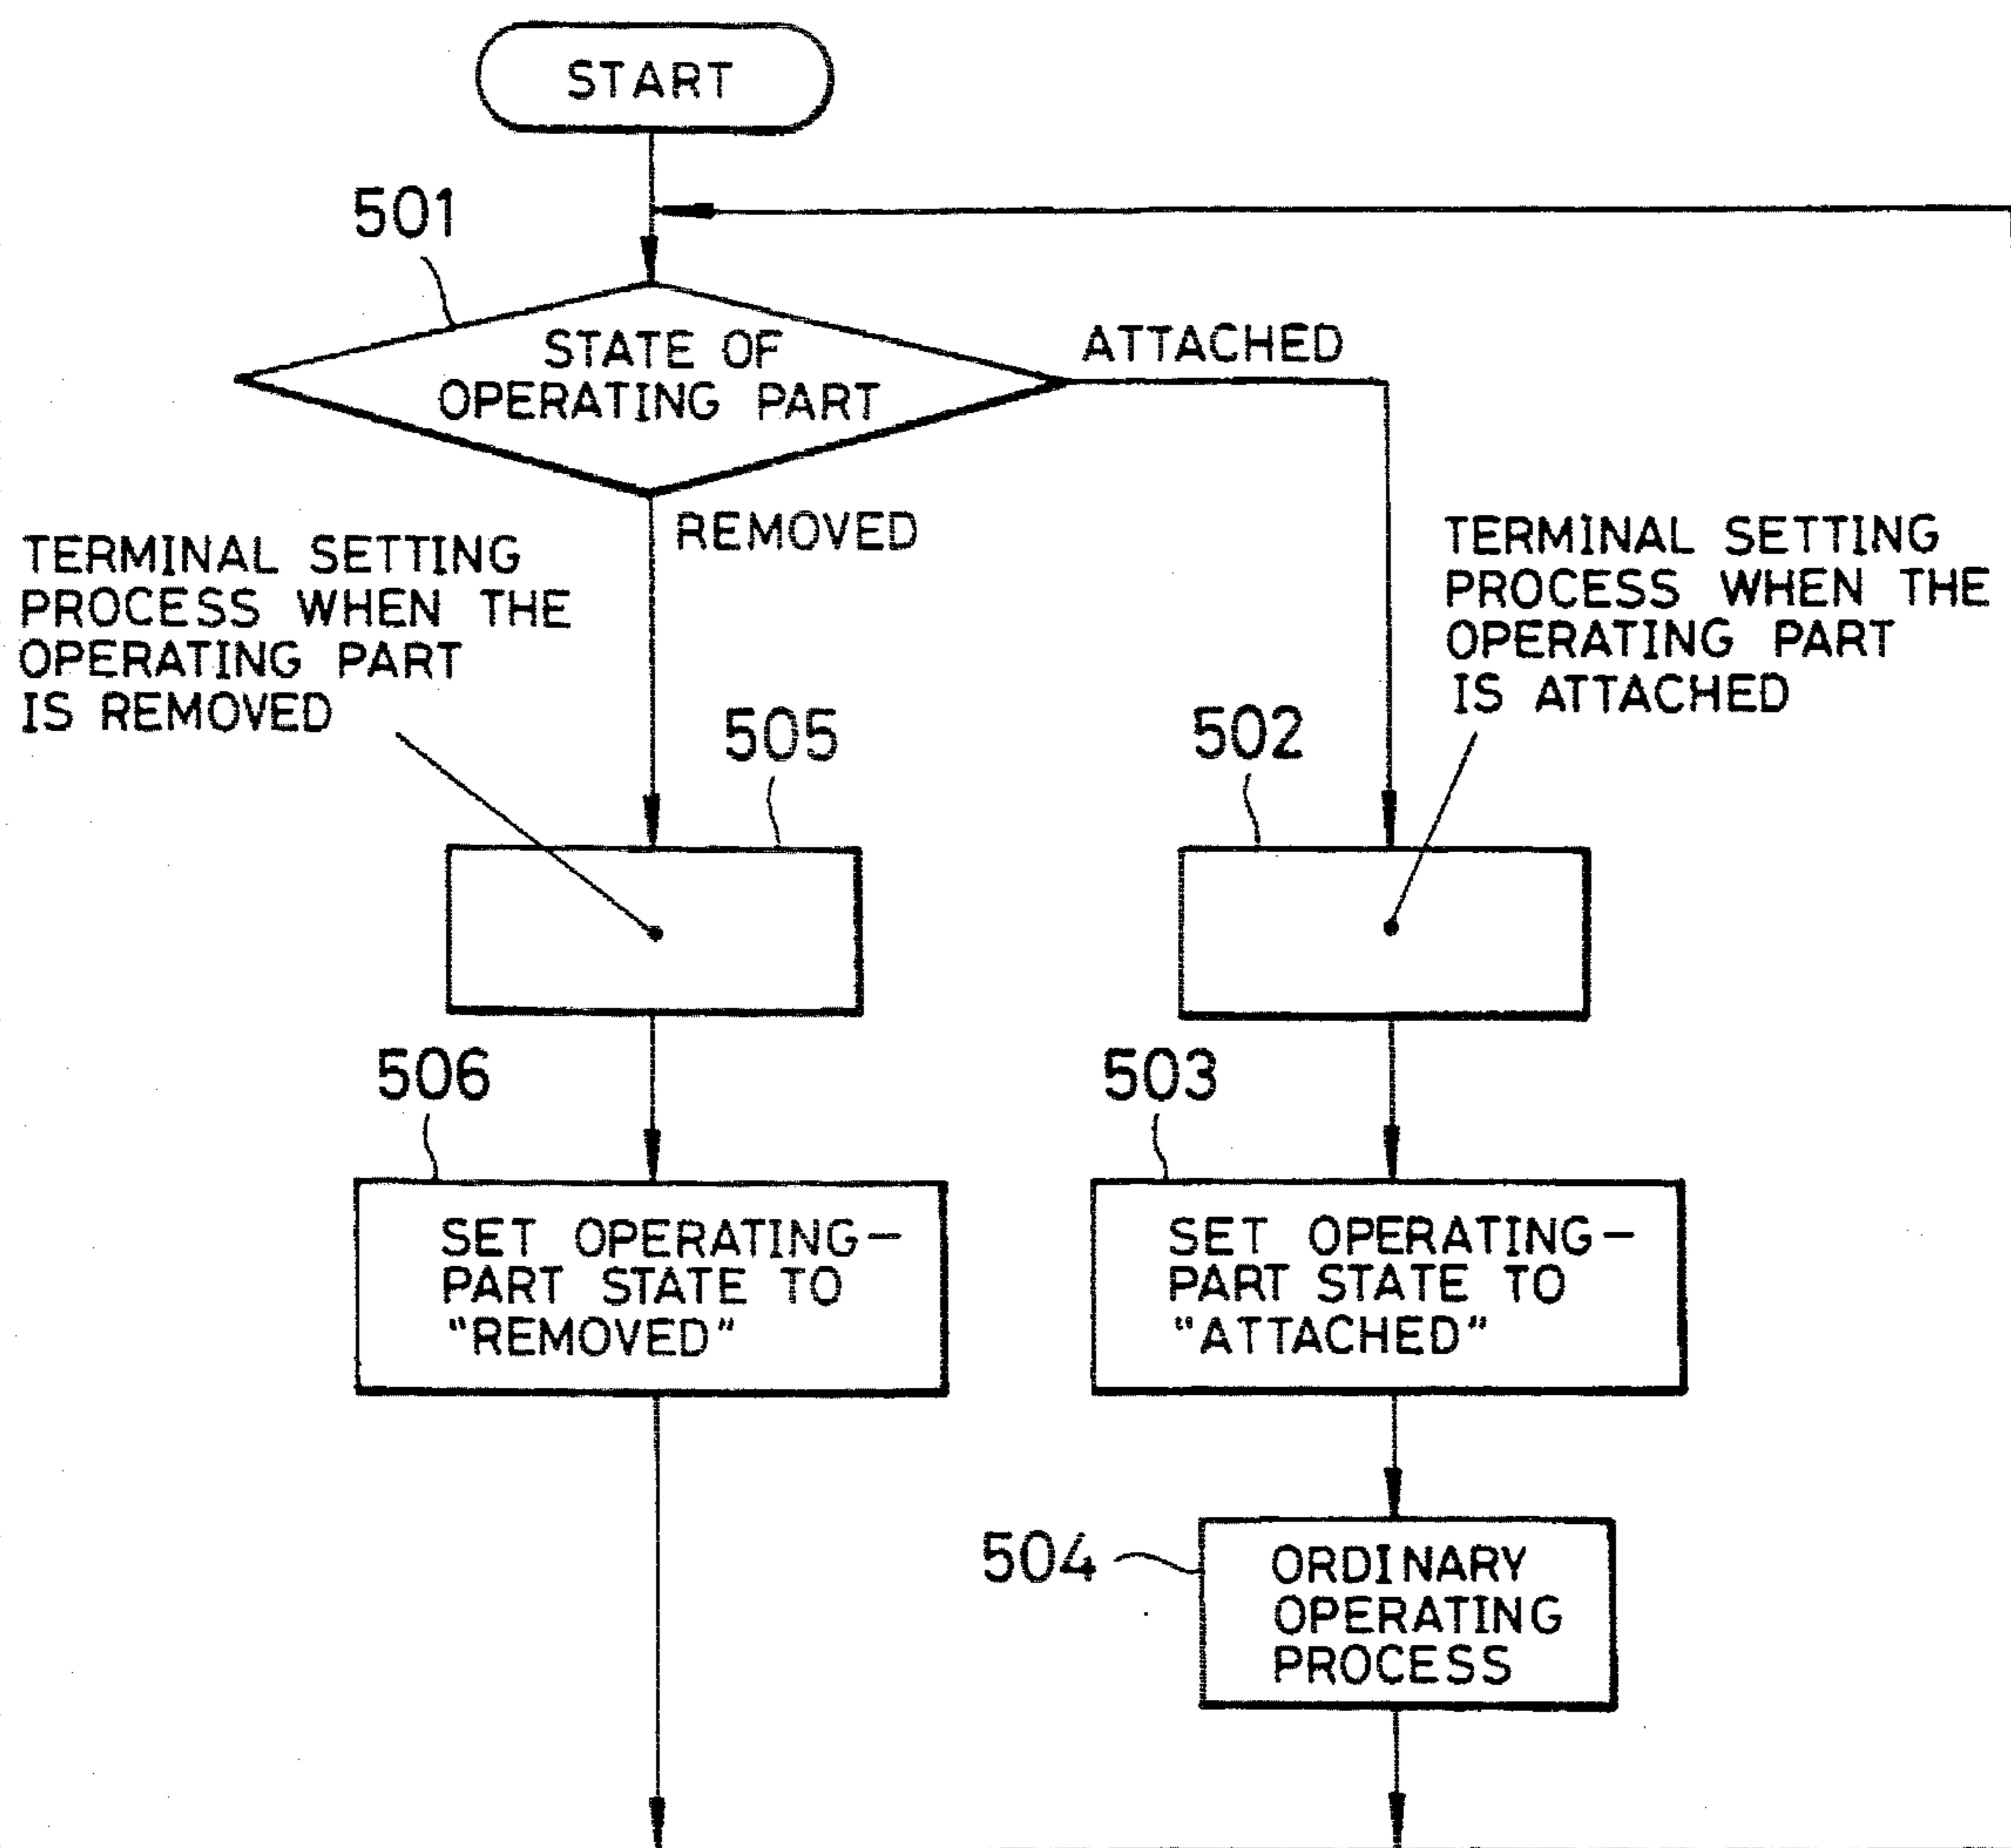 START
501
STATE OF
OPERATING PART
ATTACHED
REMOVED
TERMINAL SETTING
PROCESS WHEN THE
OPERATING PART
IS REMOVED
TERMINAL SETTING
PROCESS WHEN THE
OPERATING PART
IS ATTACHED
505
502
506
503
SET OPERATING-
PART STATE TO
"REMOVED"
SET OPERATING-
PART STATE TO
"ATTACHED"
504
ORDINARY
OPERATING
PROCESS